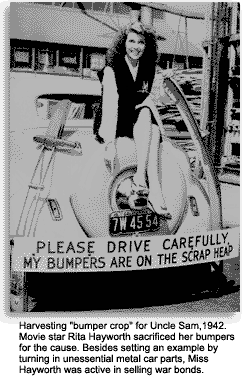 7W 45 54
PLEASE DRIVE CAREFULLY,
MY BUMPERS ARE ON THE SCRAP HEAP
Harvesting "bumper crop" for Uncle Sam,1942.
Movie star Rita Hayworth sacrificed her bumpers
for the cause. Besides setting an example by
turning in unessential metal car parts, Miss
Hayworth was active in selling war bonds.